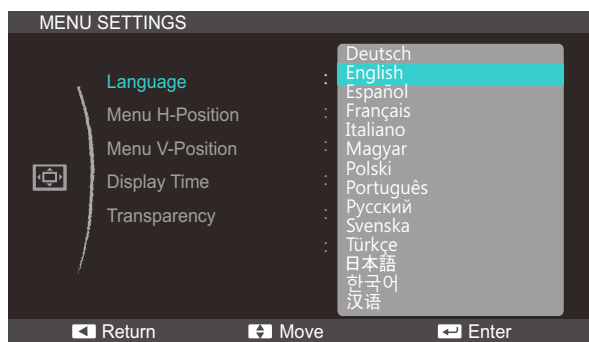 MENU SETTINGS
Language :
Menu H-Position :
Menu V-Position :
Display Time :
Transparency :
:
Deutsch
English
Español
Français
Italiano
Magyar
Polski
Português
Русский
Svenska
Türkçe
日本語
한국어
汉语
Return Move Enter